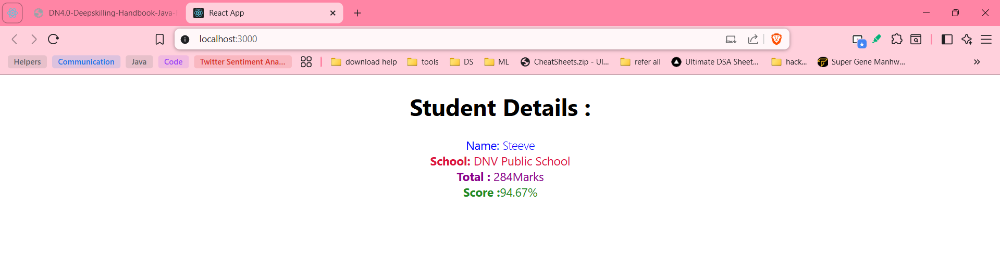 DN4.0-Deepskilling-Handbook-Java-
React App
localhost:3000
Helpers Communication Java Code Twitter Sentiment Ana... download help tools DS ML CheatSheets.zip - Ul... refer all Ultimate DSA Sheet... hack... Super Gene Manhw...
Student Details :
Name: Steeve
School: DNV Public School
Total : 284Marks
Score :94.67%